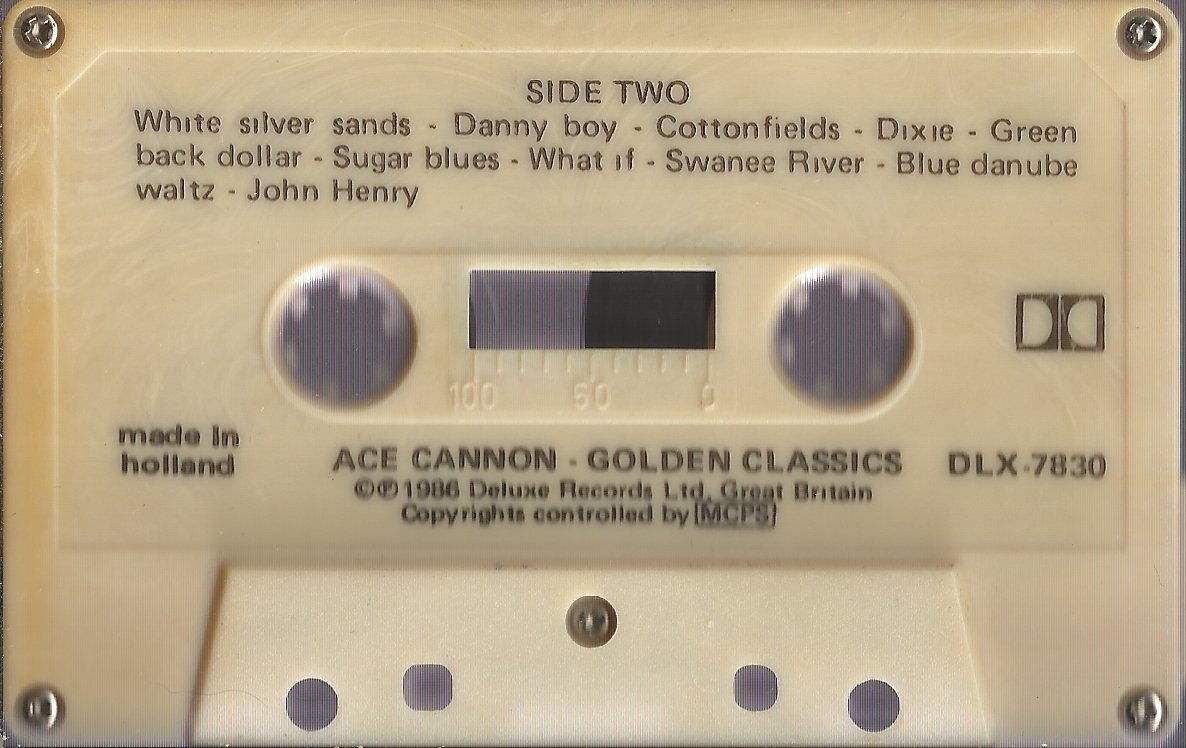 SIDE TWO
White silver sands - Danny boy - Cottonfields - Dixie - Green
back dollar - Sugar blues - What if - Swanee River - Blue danube
waltz - John Henry
100 50 0
made in
holland
ACE CANNON - GOLDEN CLASSICS
DLX-7830
©℗1986 Deluxe Records Ltd. Great Britain
Copyrights controlled by MCPS